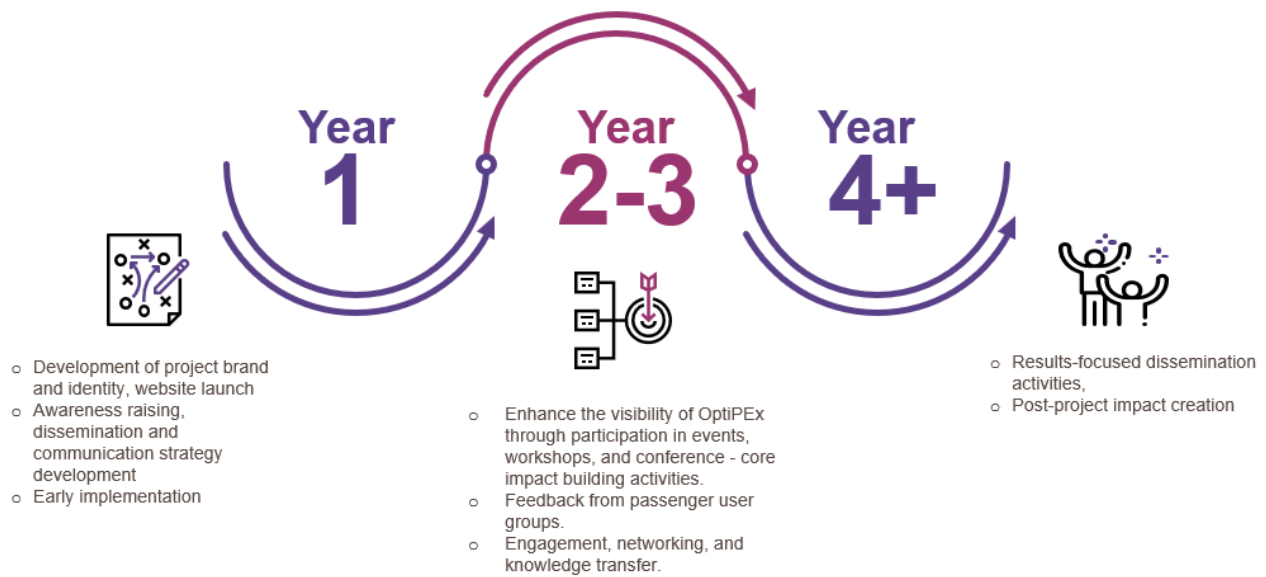 Year
1
Year
2-3
Year
4+
o Development of project brand
and identity, website launch
o Awareness raising,
dissemination and
communication strategy
development
o Early implementation
o Enhance the visibility of OptiPEx
through participation in events,
workshops, and conference - core
impact building activities.
o Feedback from passenger user
groups.
o Engagement, networking, and
knowledge transfer.
o Results-focused dissemination
activities,
o Post-project impact creation